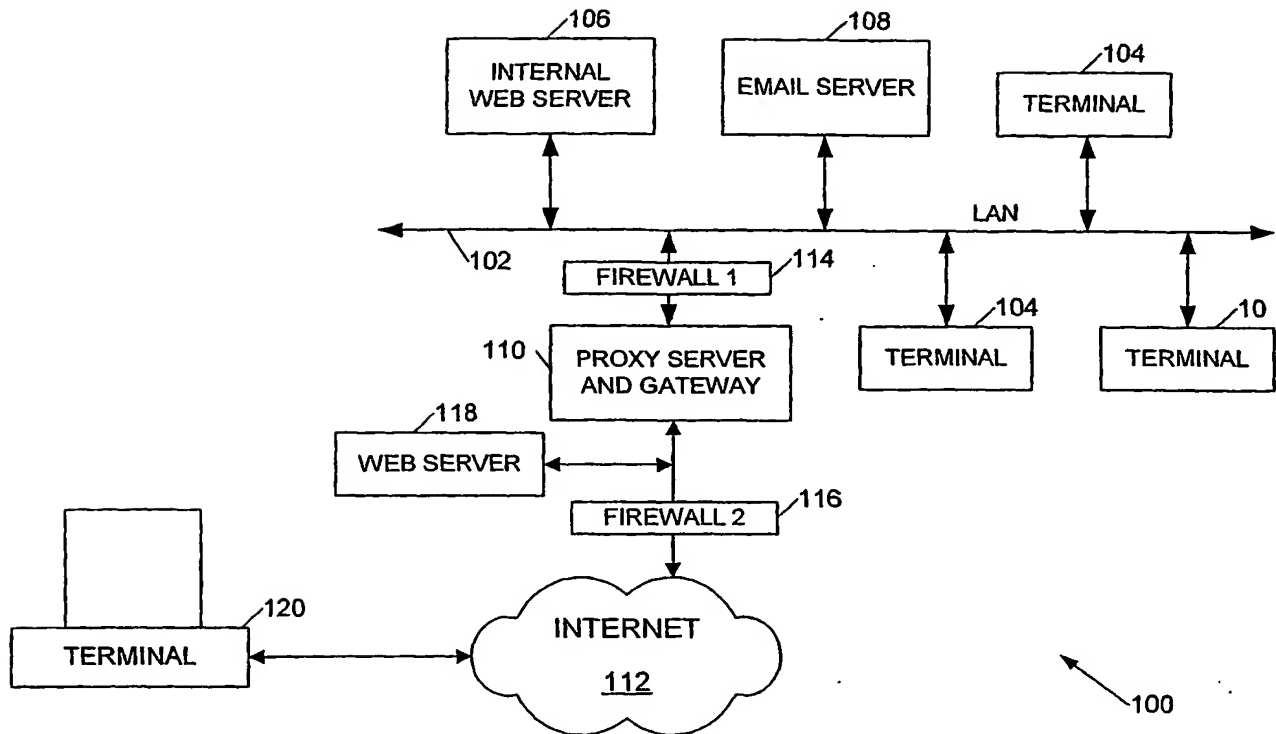 106
108
104
INTERNAL
WEB SERVER
EMAIL SERVER
TERMINAL
LAN
102
FIREWALL 1
114
110
PROXY SERVER
AND GATEWAY
104
TERMINAL
10
TERMINAL
118
WEB SERVER
FIREWALL 2
116
120
TERMINAL
INTERNET
112
100